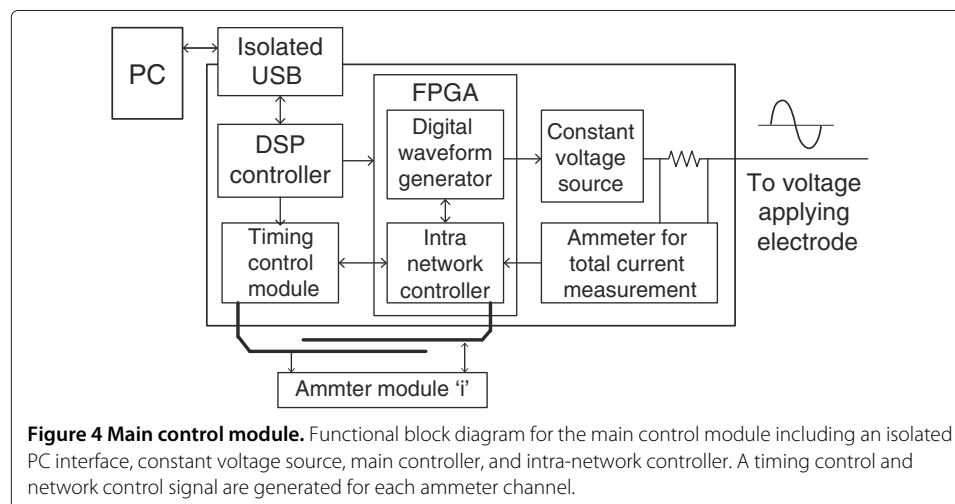 PC
Isolated
USB
FPGA
DSP
controller
Digital
waveform
generator
Constant
voltage
source
To voltage
applying
electrode
Timing
control
module
Intra
network
controller
Ammeter for
total current
measurement
Ammter module ‘i’
Figure 4 Main control module. Functional block diagram for the main control module including an isolated
PC interface, constant voltage source, main controller, and intra-network controller. A timing control and
network control signal are generated for each ammeter channel.